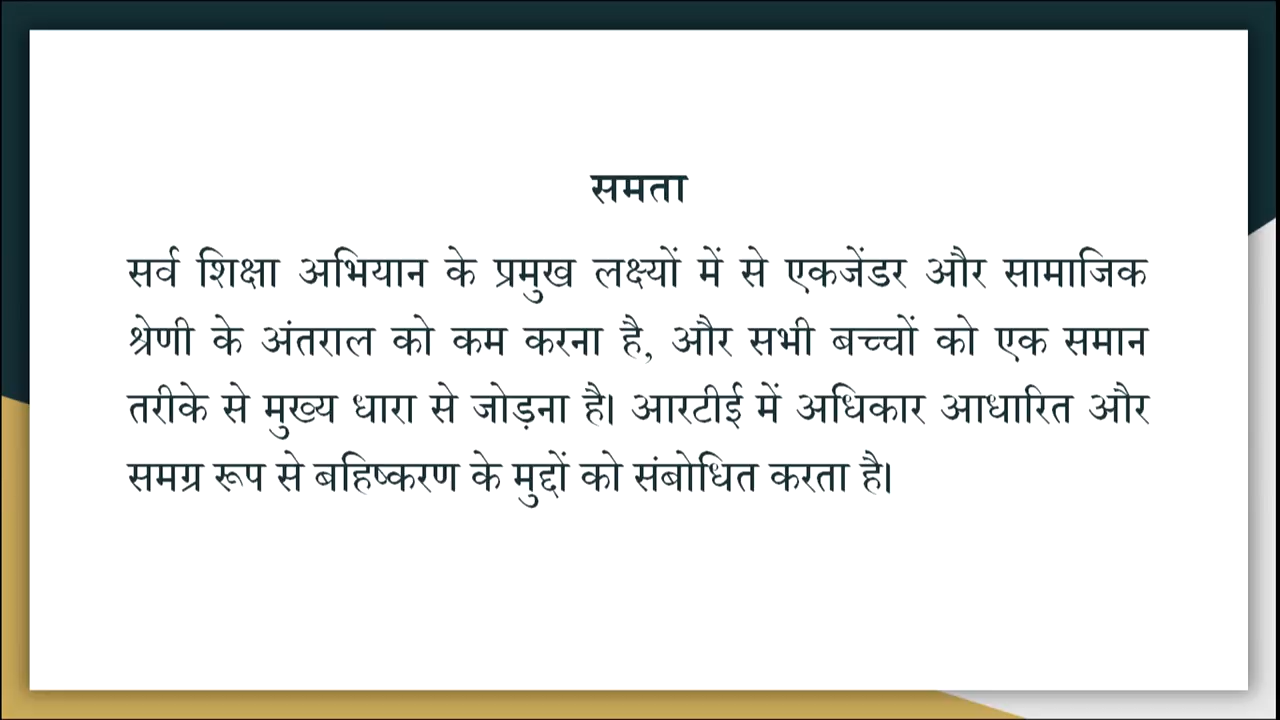 समता
सर्व शिक्षा अभियान के प्रमुख लक्ष्यों में से एकजेंडर और सामाजिक
श्रेणी के अंतराल को कम करना है, और सभी बच्चों को एक समान
तरीके से मुख्य धारा से जोड़ना है। आरटीई में अधिकार आधारित और
समग्र रूप से बहिष्करण के मुद्दों को संबोधित करता है।